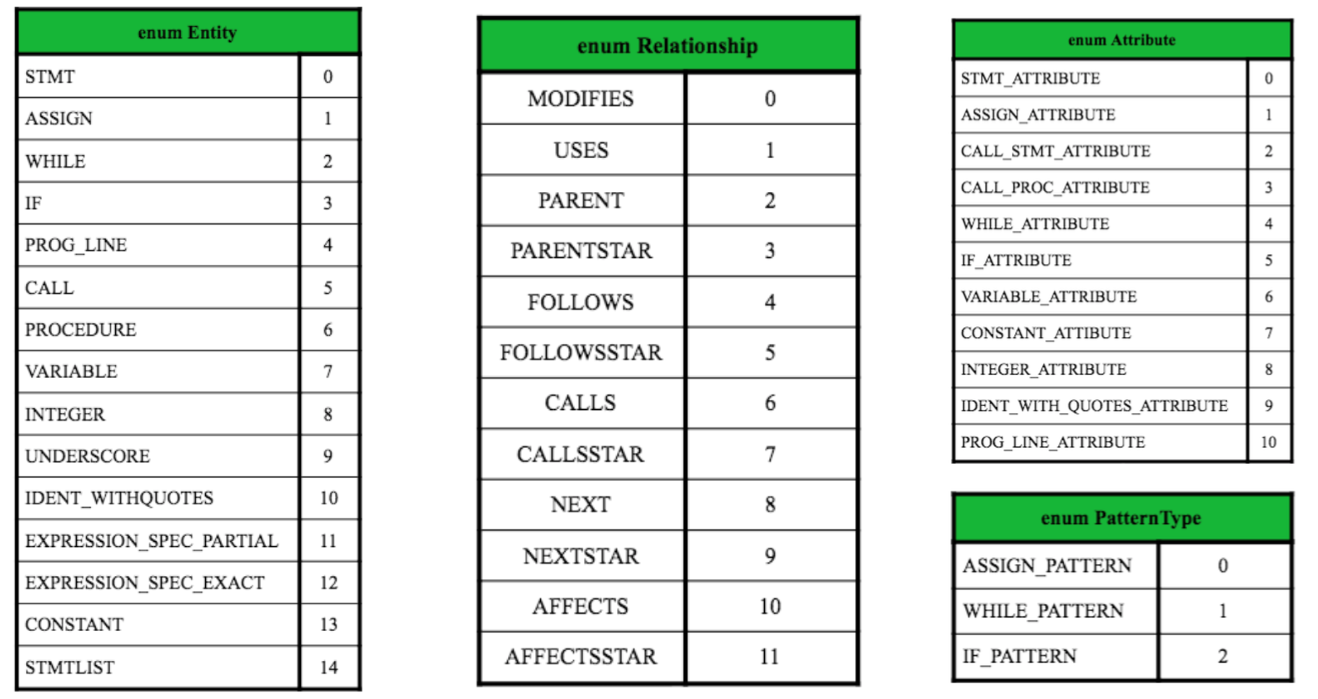 enum Entity
STMT 0
ASSIGN 1
WHILE 2
IF 3
PROG_LINE 4
CALL 5
PROCEDURE 6
VARIABLE 7
INTEGER 8
UNDERSCORE 9
IDENT_WITHQUOTES 10
EXPRESSION_SPEC_PARTIAL 11
EXPRESSION_SPEC_EXACT 12
CONSTANT 13
STMTLIST 14
enum Relationship
MODIFIES 0
USES 1
PARENT 2
PARENTSTAR 3
FOLLOWS 4
FOLLOWSSTAR 5
CALLS 6
CALLSSTAR 7
NEXT 8
NEXTSTAR 9
AFFECTS 10
AFFECTSSTAR 11
enum Attribute
STMT_ATTRIBUTE 0
ASSIGN_ATTRIBUTE 1
CALL_STMT_ATTRIBUTE 2
CALL_PROC_ATTRIBUTE 3
WHILE_ATTRIBUTE 4
IF_ATTRIBUTE 5
VARIABLE_ATTRIBUTE 6
CONSTANT_ATTIBUTE 7
INTEGER_ATTRIBUTE 8
IDENT_WITH_QUOTES_ATTRIBUTE 9
PROG_LINE_ATTRIBUTE 10
enum PatternType
ASSIGN_PATTERN 0
WHILE_PATTERN 1
IF_PATTERN 2